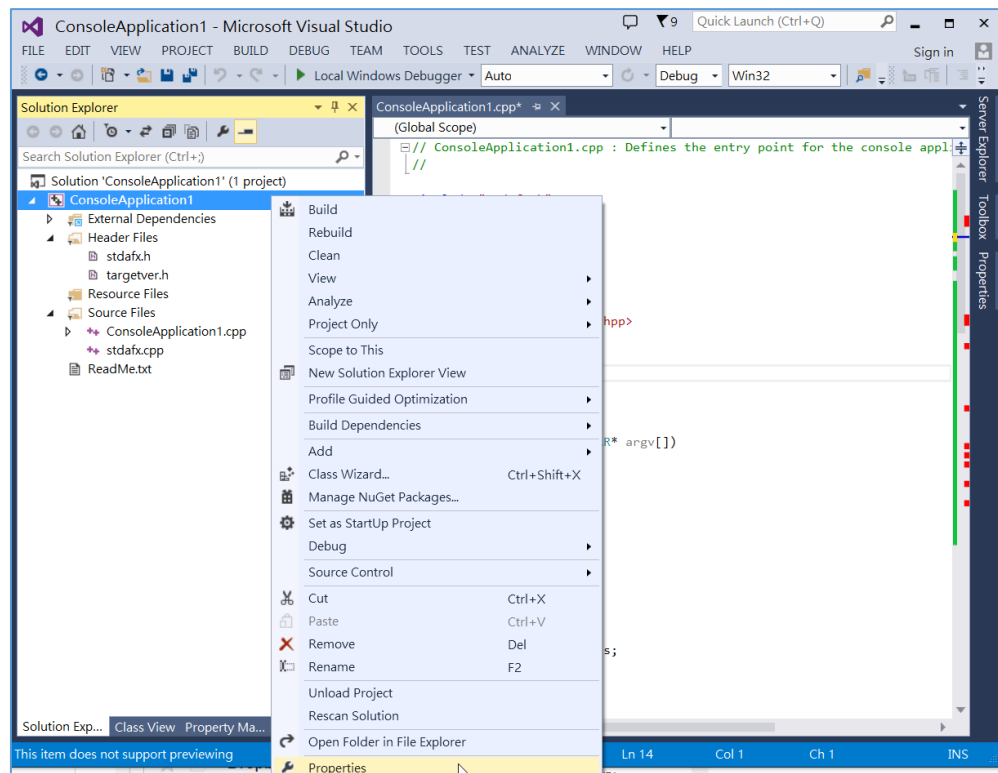 ConsoleApplication1 - Microsoft Visual Studio
9
Quick Launch (Ctrl+Q)
FILE EDIT VIEW PROJECT BUILD DEBUG TEAM TOOLS TEST ANALYZE WINDOW HELP
Sign in
Local Windows Debugger
Auto
Debug
Win32
Solution Explorer
Search Solution Explorer (Ctrl+;)
Solution 'ConsoleApplication1' (1 project)
ConsoleApplication1
External Dependencies
Header Files
stdafx.h
targetver.h
Resource Files
Source Files
ConsoleApplication1.cpp
stdafx.cpp
ReadMe.txt
Solution Exp... Class View Property Ma...
ConsoleApplication1.cpp*
(Global Scope)
// ConsoleApplication1.cpp : Defines the entry point for the console appl
//
hpp>
R* argv[])
s;
Build
Rebuild
Clean
View
Analyze
Project Only
Scope to This
New Solution Explorer View
Profile Guided Optimization
Build Dependencies
Add
Class Wizard... Ctrl+Shift+X
Manage NuGet Packages...
Set as StartUp Project
Debug
Source Control
Cut Ctrl+X
Paste Ctrl+V
Remove Del
Rename F2
Unload Project
Rescan Solution
Open Folder in File Explorer
Properties
Server Explorer
Toolbox
Properties
This item does not support previewing
Ln 14 Col 1 Ch 1 INS